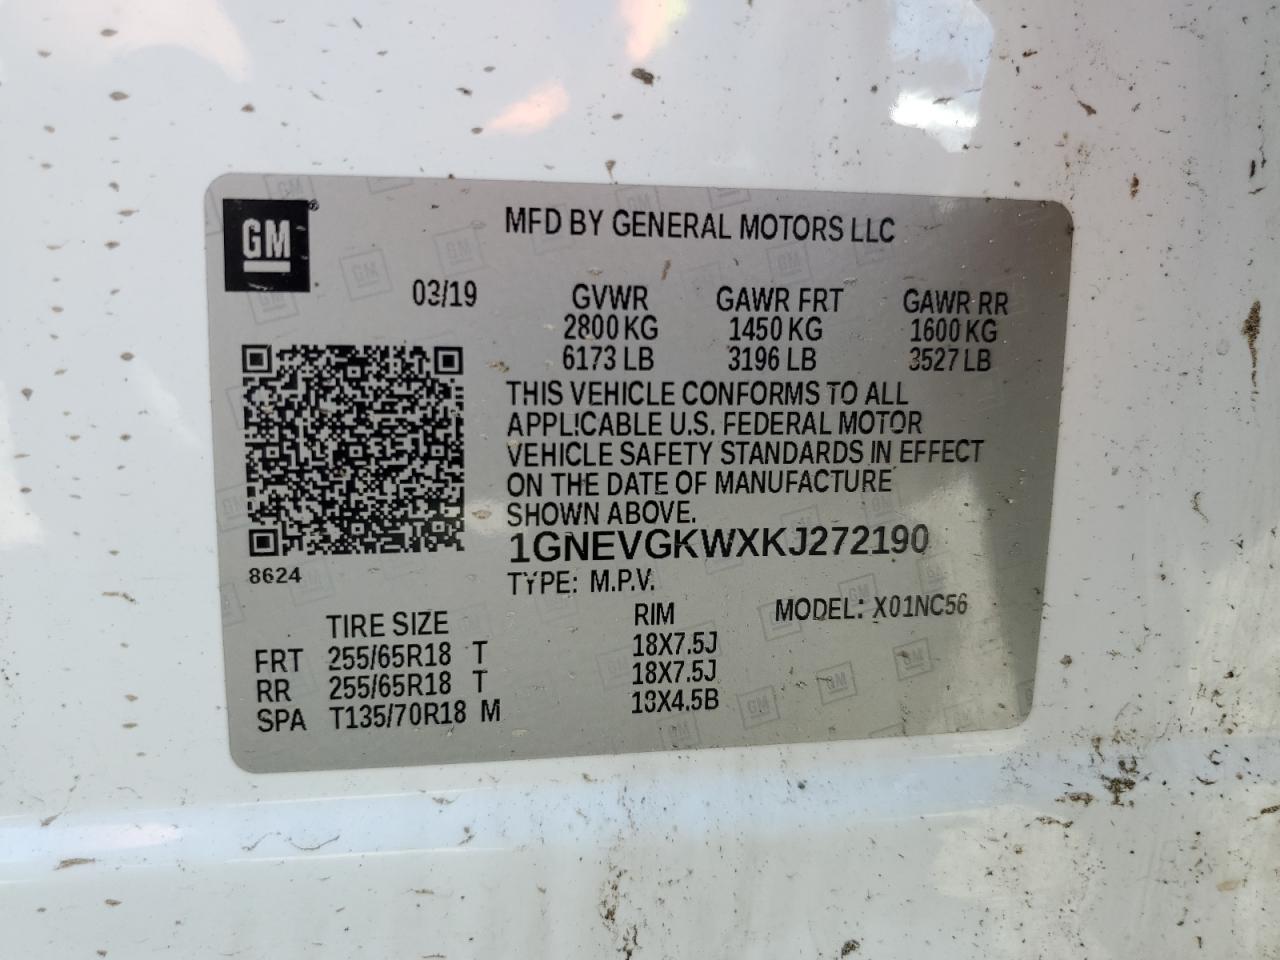 GM
MFD BY GENERAL MOTORS LLC
03/19
GVWR GAWR FRT GAWR RR
2800 KG 1450 KG 1600 KG
6173 LB 3196 LB 3527 LB
THIS VEHICLE CONFORMS TO ALL
APPLICABLE U.S. FEDERAL MOTOR
VEHICLE SAFETY STANDARDS IN EFFECT
ON THE DATE OF MANUFACTURE
SHOWN ABOVE.
1GNEVGKWXKJ272190
8624
TYPE: M.P.V.
MODEL: X01NC56
TIRE SIZE RIM
FRT 255/65R18 T 18X7.5J
RR 255/65R18 T 18X7.5J
SPA T135/70R18 M 18X4.5B